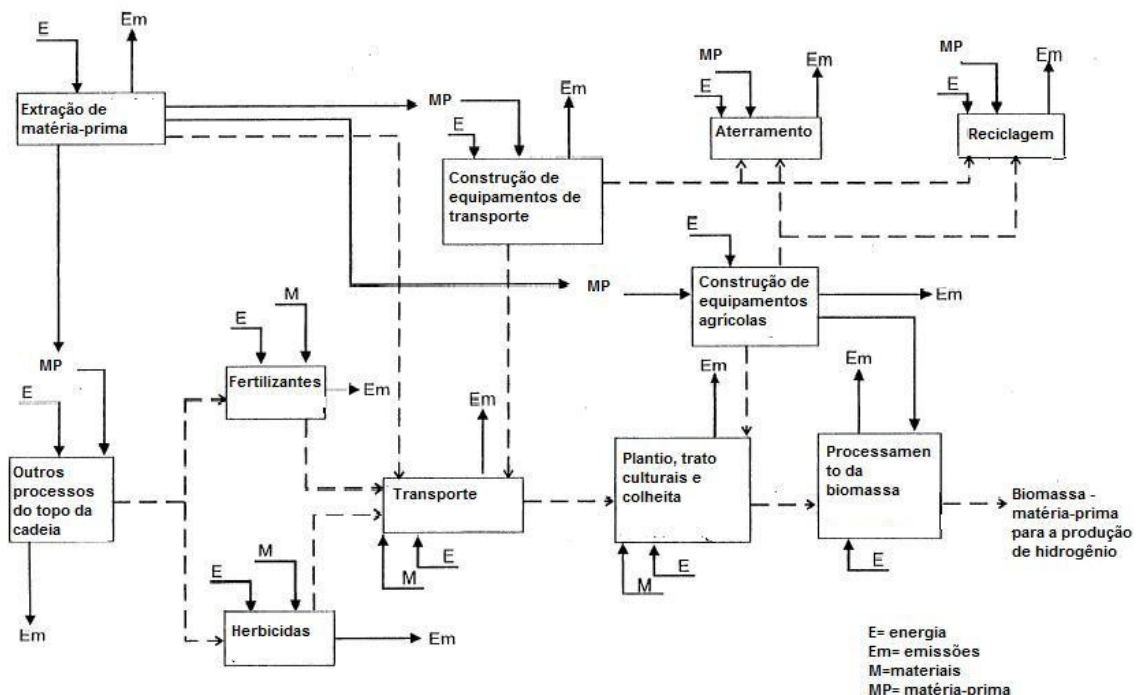 E
Em
Extração de
matéria-prima
MP
E
Em
Construção de
equipamentos de
transporte
MP
E
Em
Aterramento
MP
E
Em
Reciclagem
E
MP
Construção de
equipamentos
agrícolas
Em
MP
E
Outros
processos
do topo da
cadeia
Em
E
M
Fertilizantes
Em
E
M
Herbicidas
Em
Em
Transporte
M
E
Em
Plantio, trato
culturais e
colheita
M
E
Em
Processamen
to da
biomassa
E
Biomassa -
matéria-prima
para a produção
de hidrogênio
E= energia
Em= emissões
M=materiais
MP= matéria-prima